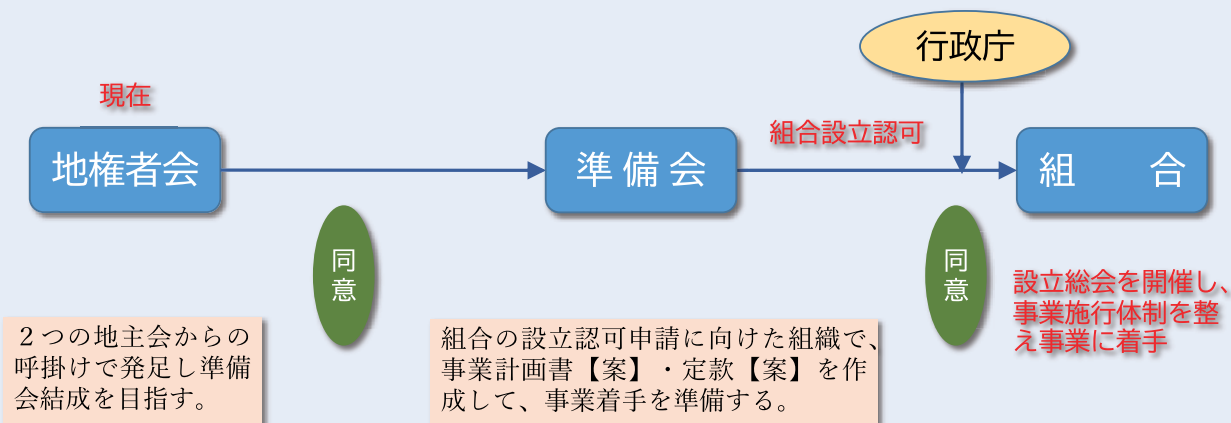 行政庁
現在
組合設立認可
地権者会
準備会
組　　合
同
意
同
意
設立総会を開催し、
事業施行体制を整
え事業に着手
２つの地主会からの
呼掛けで発足し準備
会結成を目指す。
組合の設立認可申請に向けた組織で、
事業計画書【案】・定款【案】を作
成して、事業着手を準備する。